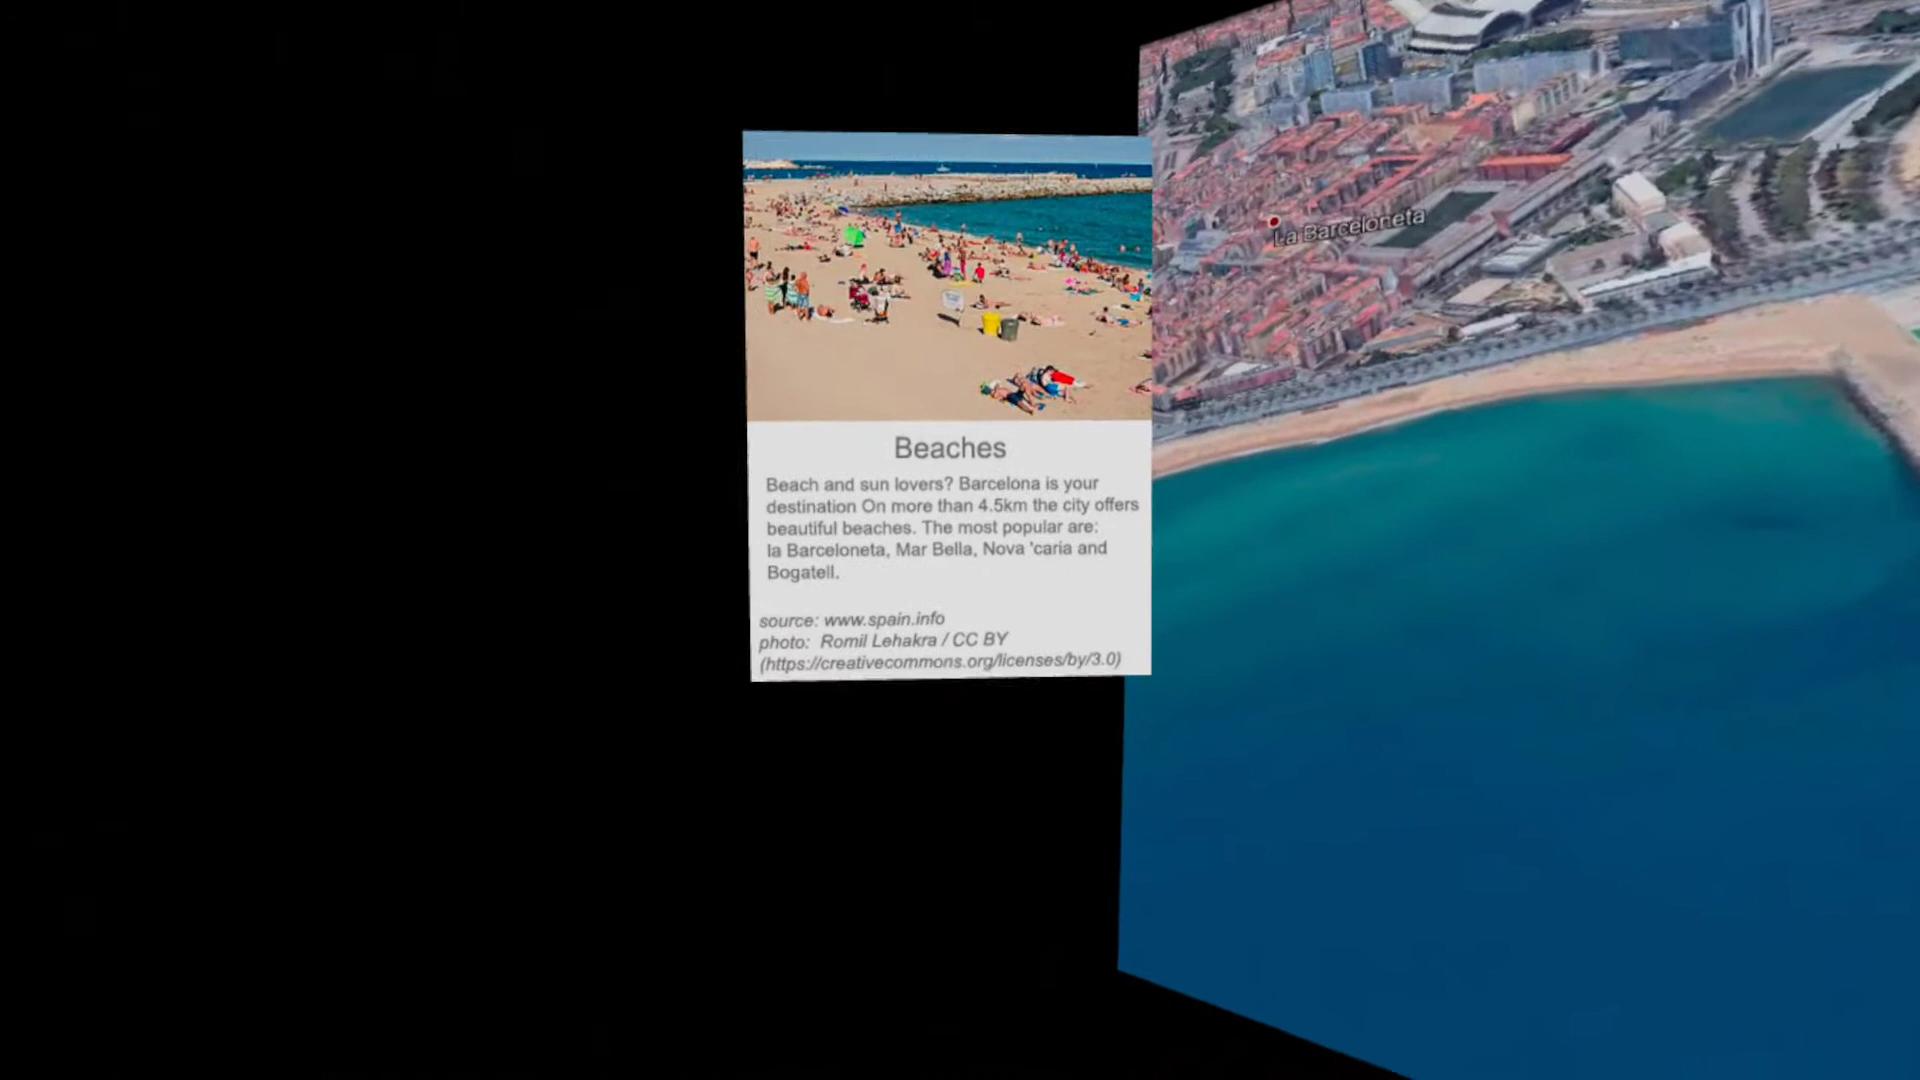 La Barceloneta
Beaches
Beach and sun lovers? Barcelona is your
destination On more than 4.5km the city offers
beautiful beaches. The most popular are:
la Barceloneta, Mar Bella, Nova 'caria and
Bogatell.
source: www.spain.info
photo: Romil Lehakra / CC BY
(https://creativecommons.org/licenses/by/3.0)